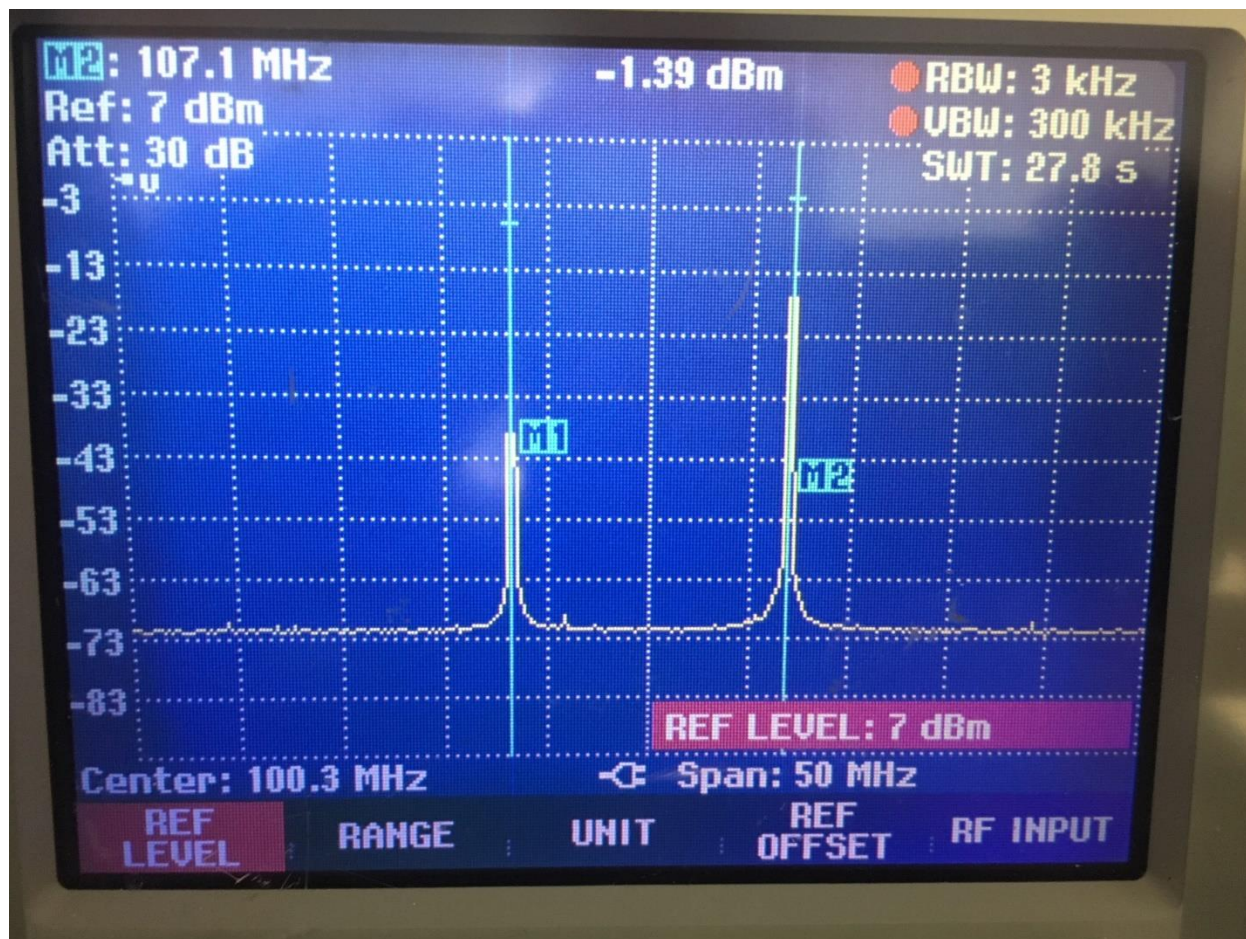 M2: 107.1 MHz -1.39 dBm RBW: 3 kHz
Ref: 7 dBm VBW: 300 kHz
Att: 30 dB SWT: 27.8 s
-3
-13
-23
-33
M1
-43
M2
-53
-63
-73
-83
REF LEVEL: 7 dBm
Center: 100.3 MHz Span: 50 MHz
REF LEVEL RANGE UNIT REF OFFSET RF INPUT